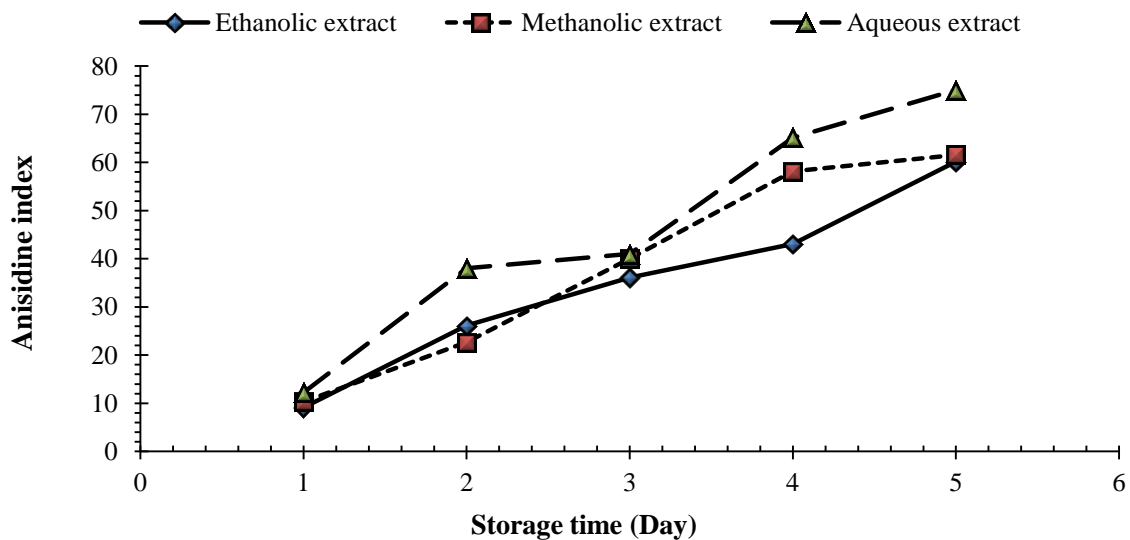 Ethanolic extract Methanolic extract Aqueous extract
80
70
60
50
40
30
20
10
0
Anisidine index
0 1 2 3 4 5 6
Storage time (Day)